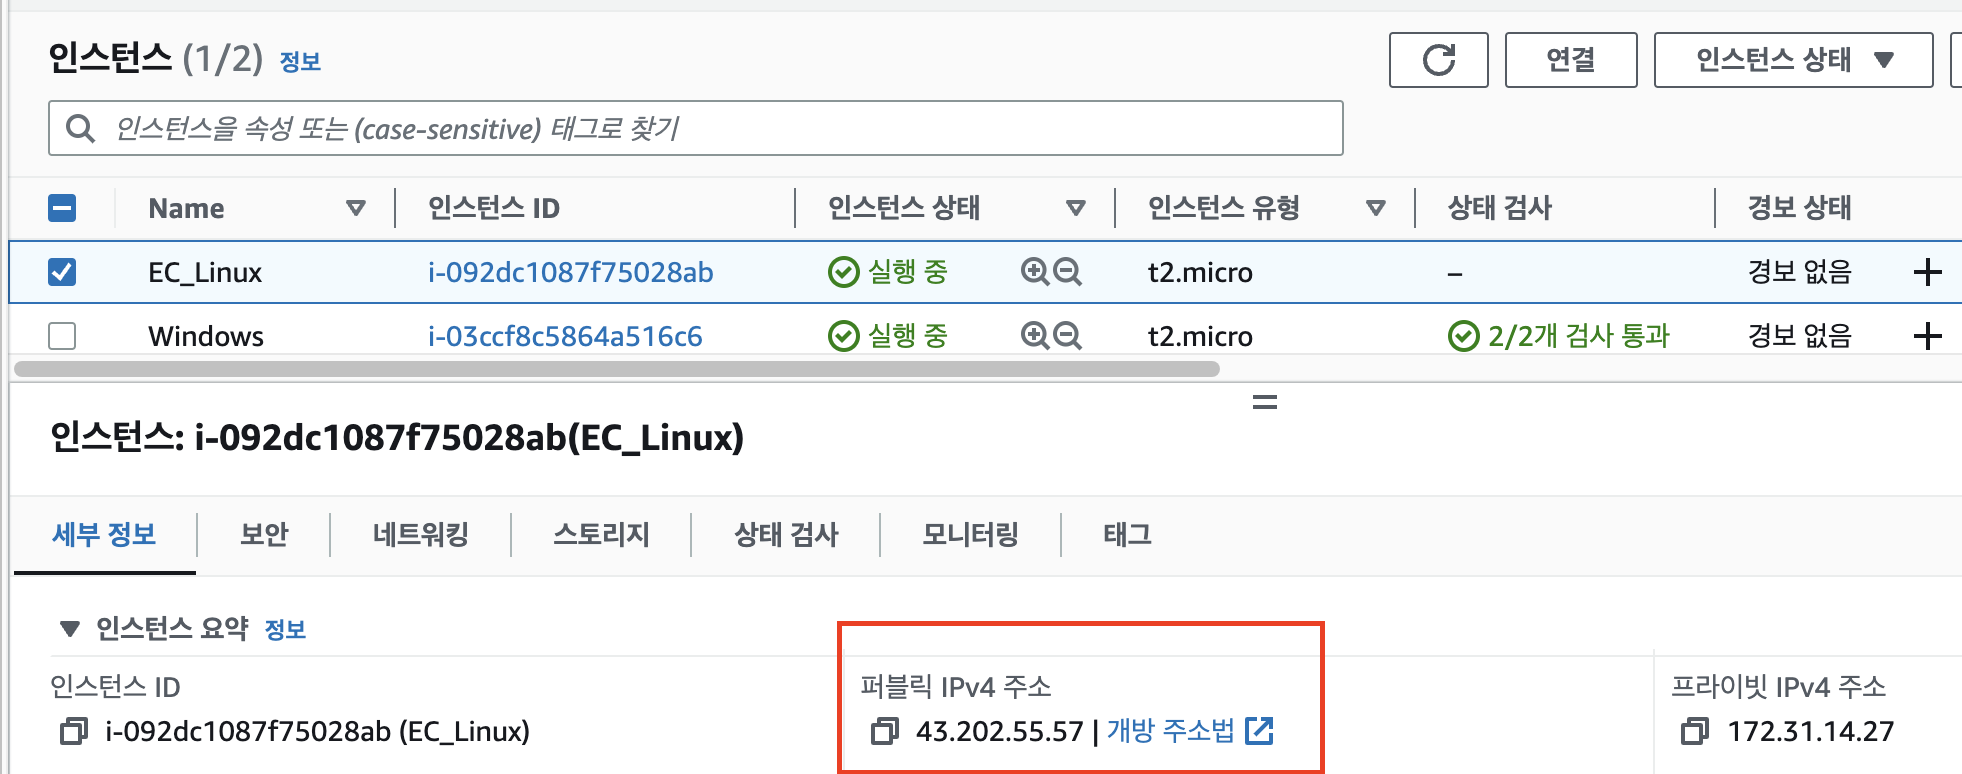 인스턴스 (1/2) 정보
연결
인스턴스 상태
인스턴스을 속성 또는 (case-sensitive) 태그로 찾기
Name 인스턴스 ID 인스턴스 상태 인스턴스 유형 상태 검사 경보 상태
EC_Linux i-092dc1087f75028ab 실행 중 t2.micro – 경보 없음
Windows i-03ccf8c5864a516c6 실행 중 t2.micro 2/2개 검사 통과 경보 없음
인스턴스: i-092dc1087f75028ab(EC_Linux)
세부 정보 보안 네트워킹 스토리지 상태 검사 모니터링 태그
인스턴스 요약 정보
인스턴스 ID 퍼블릭 IPv4 주소 프라이빗 IPv4 주소
i-092dc1087f75028ab (EC_Linux) 43.202.55.57 | 개방 주소법 172.31.14.27